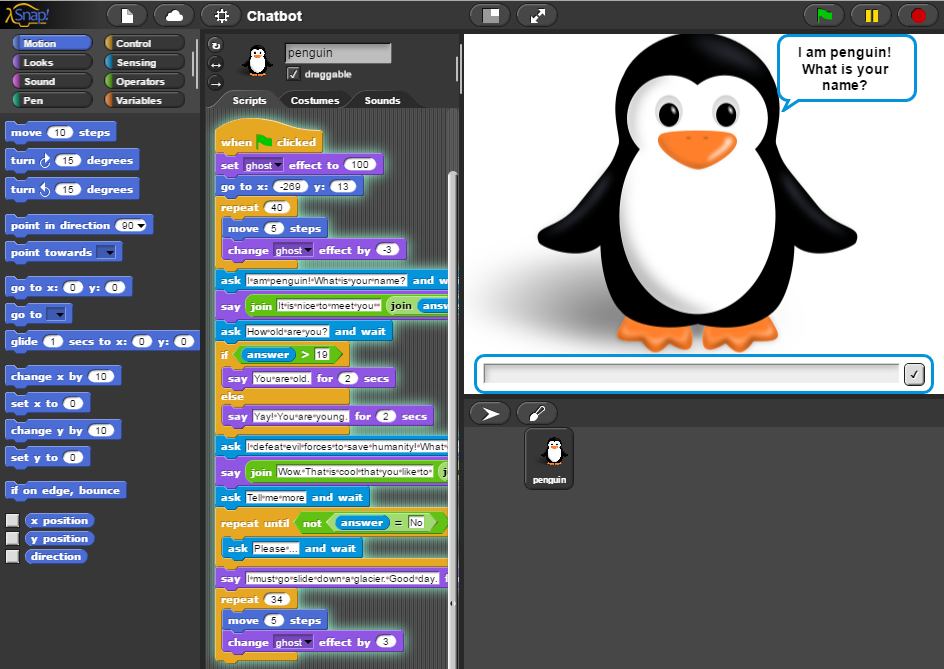 Snap!
Chatbot
Motion
Control
Looks
Sensing
Sound
Operators
Pen
Variables
move 10 steps
turn 15 degrees
turn 15 degrees
point in direction 90
point towards
go to x: 0 y: 0
go to
glide 1 secs to x: 0 y: 0
change x by 10
set x to 0
change y by 10
set y to 0
if on edge, bounce
x position
y position
direction
penguin
draggable
Scripts
Costumes
Sounds
when clicked
set ghost effect to 100
go to x: -269 y: 13
repeat 40
move 5 steps
change ghost effect by -3
ask I am penguin! What is your name? and w
say join It is nice to meet you join answ
ask How old are you? and wait
if answer > 19
say You are old. for 2 secs
else
say Yay! You are young. for 2 secs
ask I defeat evil forces to save humanity! What
say join Wow. That is cool that you like to j
ask Tell me more and wait
repeat until not answer = No
ask Please ... and wait
say I must go slide down a glacier. Good day. f
repeat 34
move 5 steps
change ghost effect by 3
I am penguin!
What is your
name?
penguin